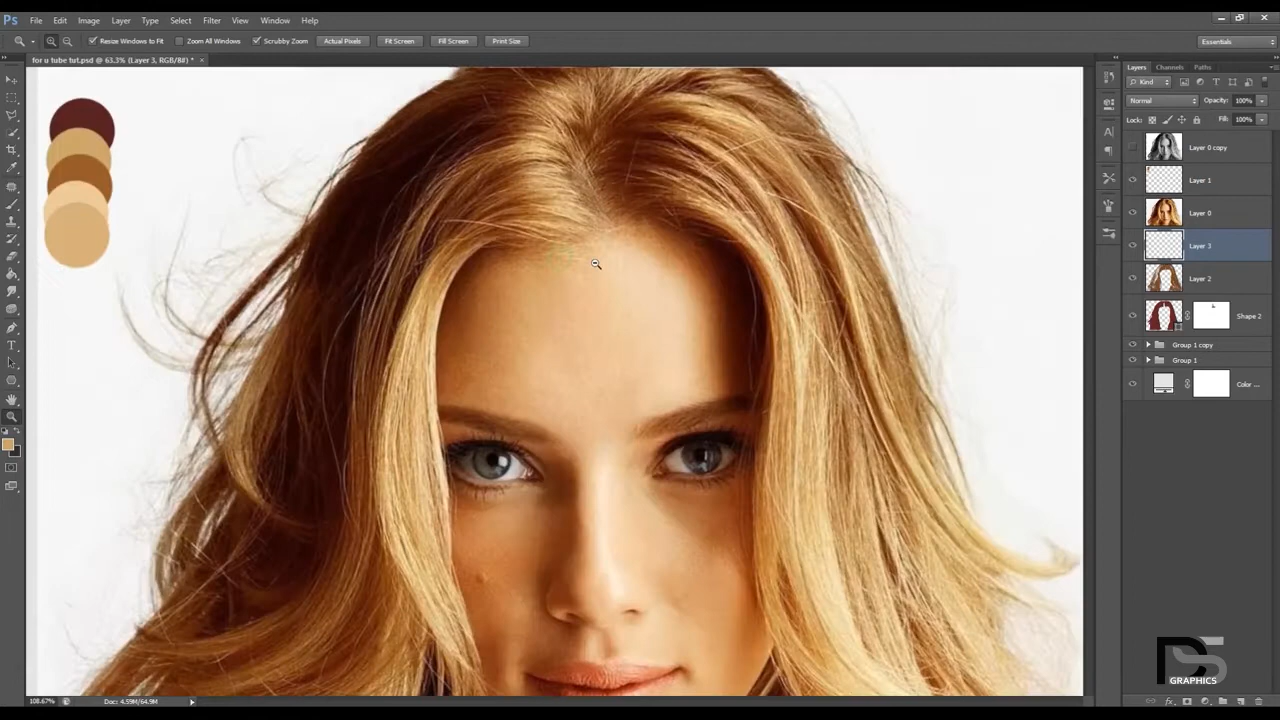 Ps File Edit Image Layer Type Select Filter View Window Help
Resize Windows to Fit Zoom All Windows Scrubby Zoom Actual Pixels Fit Screen Fill Screen Print Size Essentials
for u tube tut.psd @ 63.3% (Layer 3, RGB/8#) * ×
Layers Channels Paths
Kind
Normal Opacity: 100%
Lock: Fill: 100%
Layer 0 copy
Layer 1
Layer 0
Layer 3
Layer 2
Shape 2
Group 1 copy
Group 1
Color ...
DS
GRAPHICS
108.67% Doc: 4.59M/64.9M